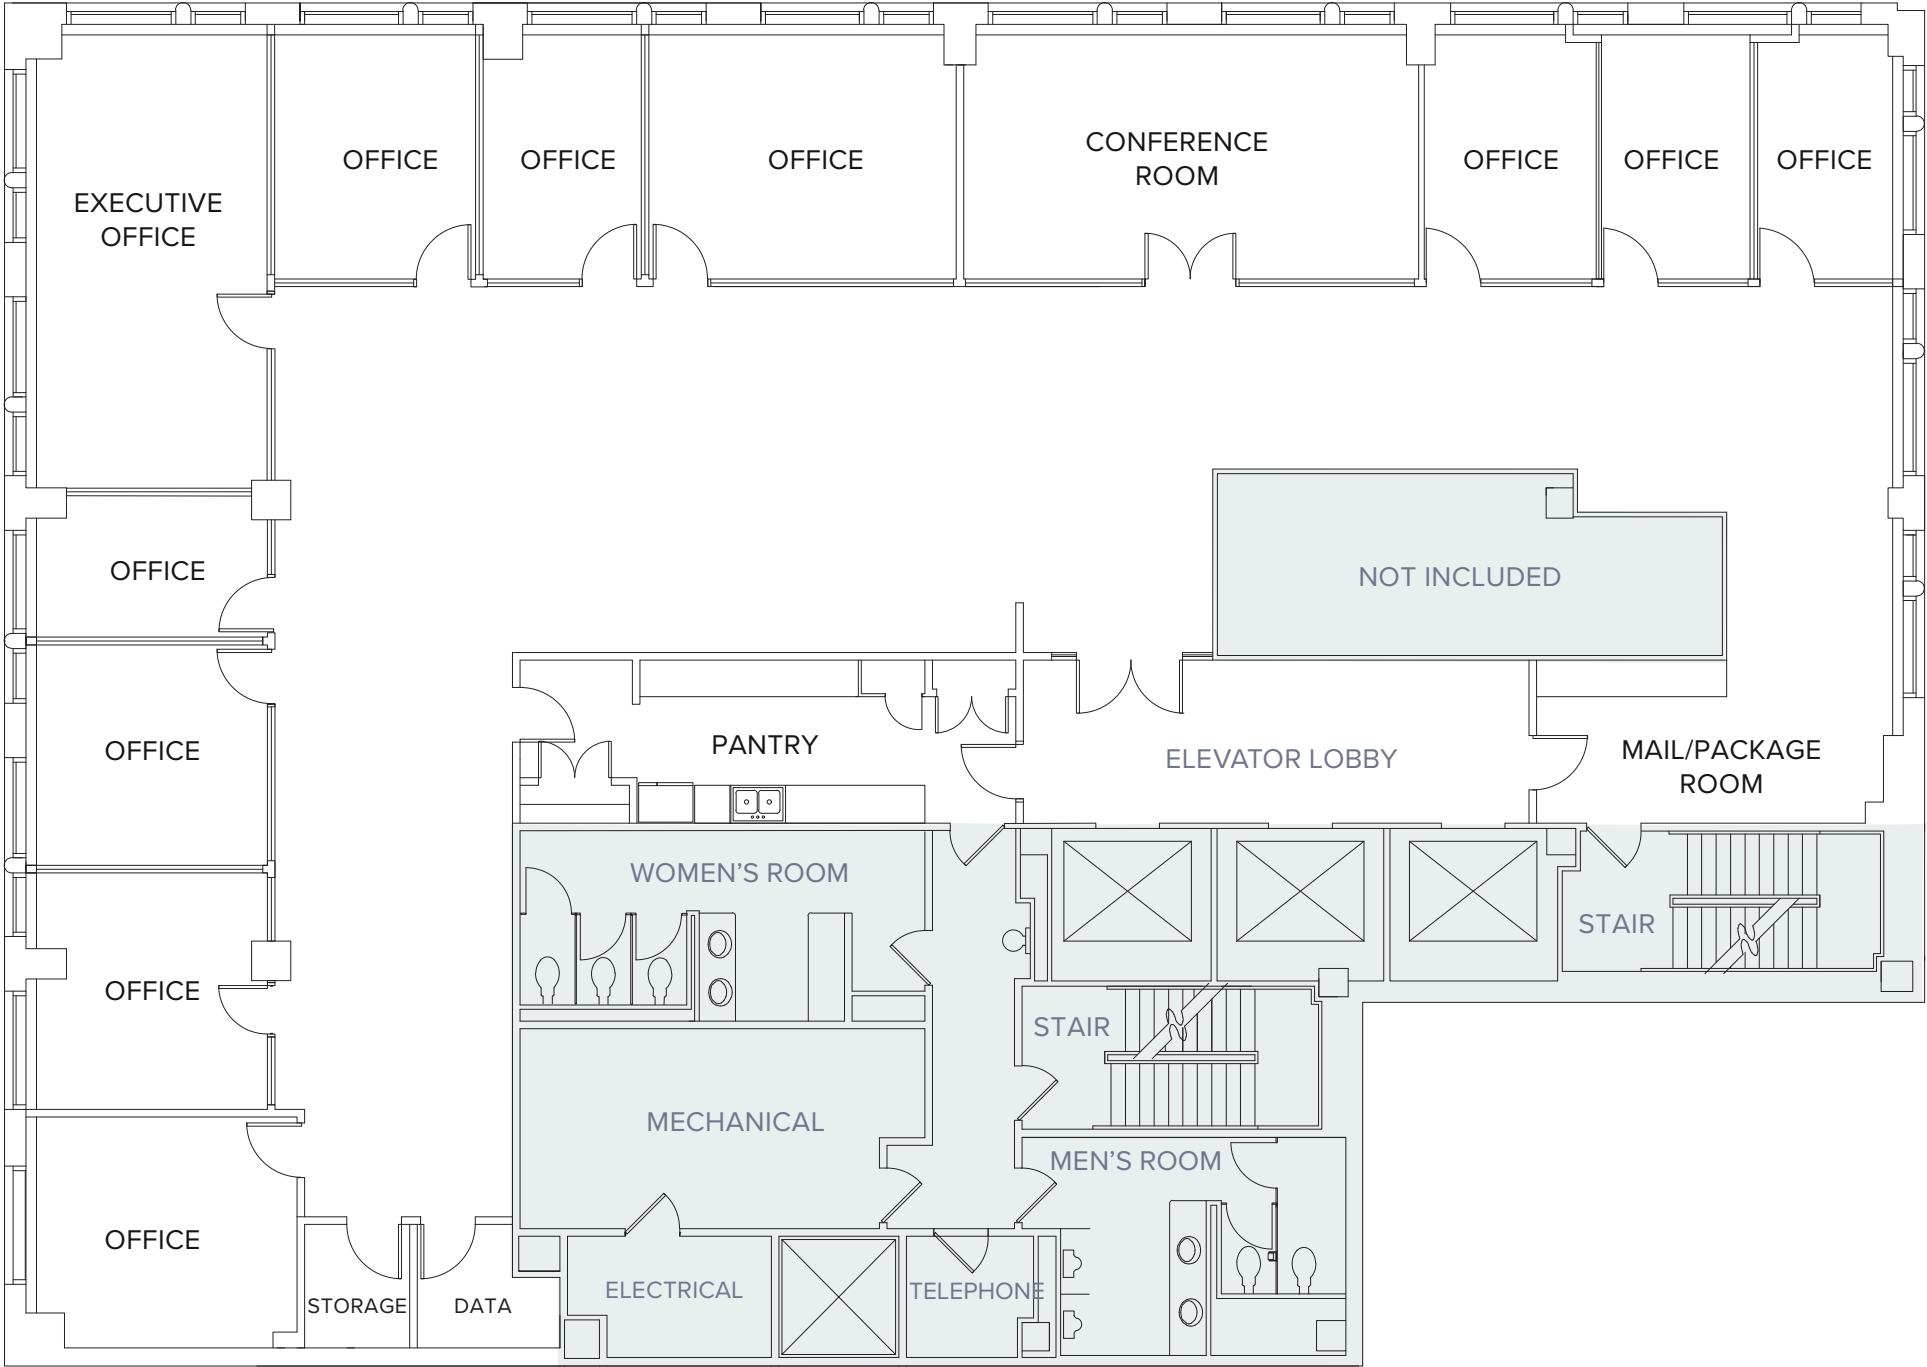 OFFICE
OFFICE
OFFICE
CONFERENCE
ROOM
OFFICE
OFFICE
OFFICE
EXECUTIVE
OFFICE
OFFICE
NOT INCLUDED
OFFICE
PANTRY
ELEVATOR LOBBY
MAIL/PACKAGE
ROOM
WOMEN'S ROOM
STAIR
OFFICE
STAIR
MECHANICAL
MEN'S ROOM
OFFICE
ELECTRICAL
TELEPHONE
STORAGE
DATA